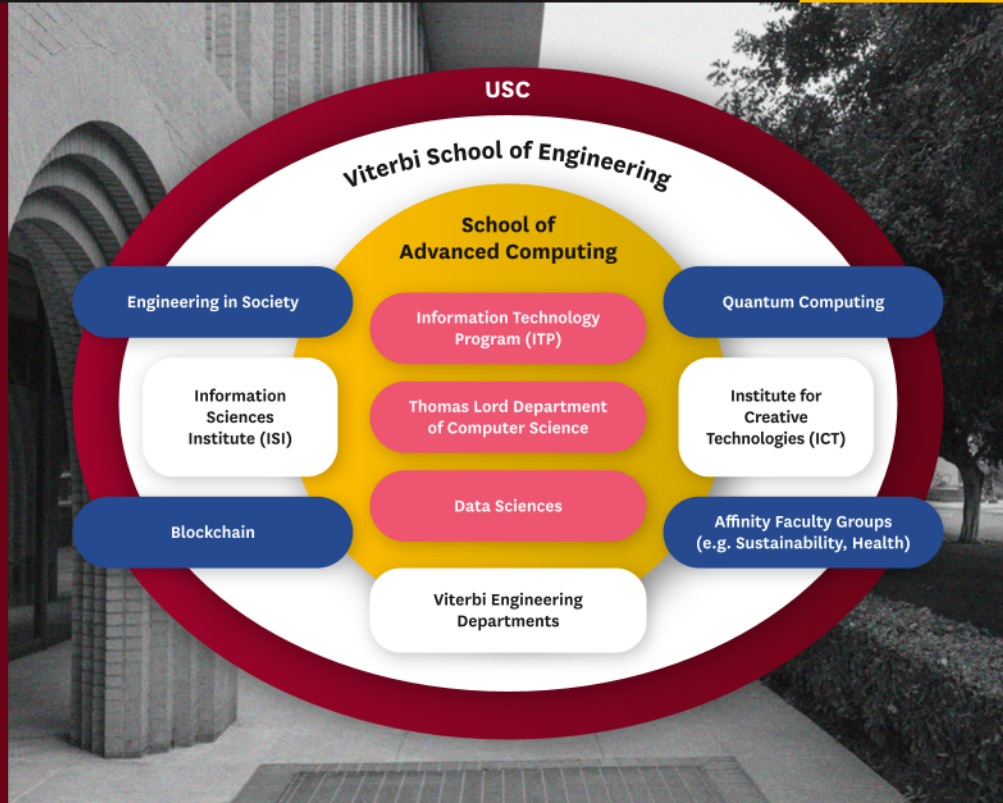 USC
Viterbi School of Engineering
School of
Advanced Computing
Engineering in Society
Quantum Computing
Information Technology
Program (ITP)
Information
Sciences
Institute (ISI)
Thomas Lord Department
of Computer Science
Institute for
Creative
Technologies (ICT)
Data Sciences
Blockchain
Affinity Faculty Groups
(e.g. Sustainability, Health)
Viterbi Engineering
Departments